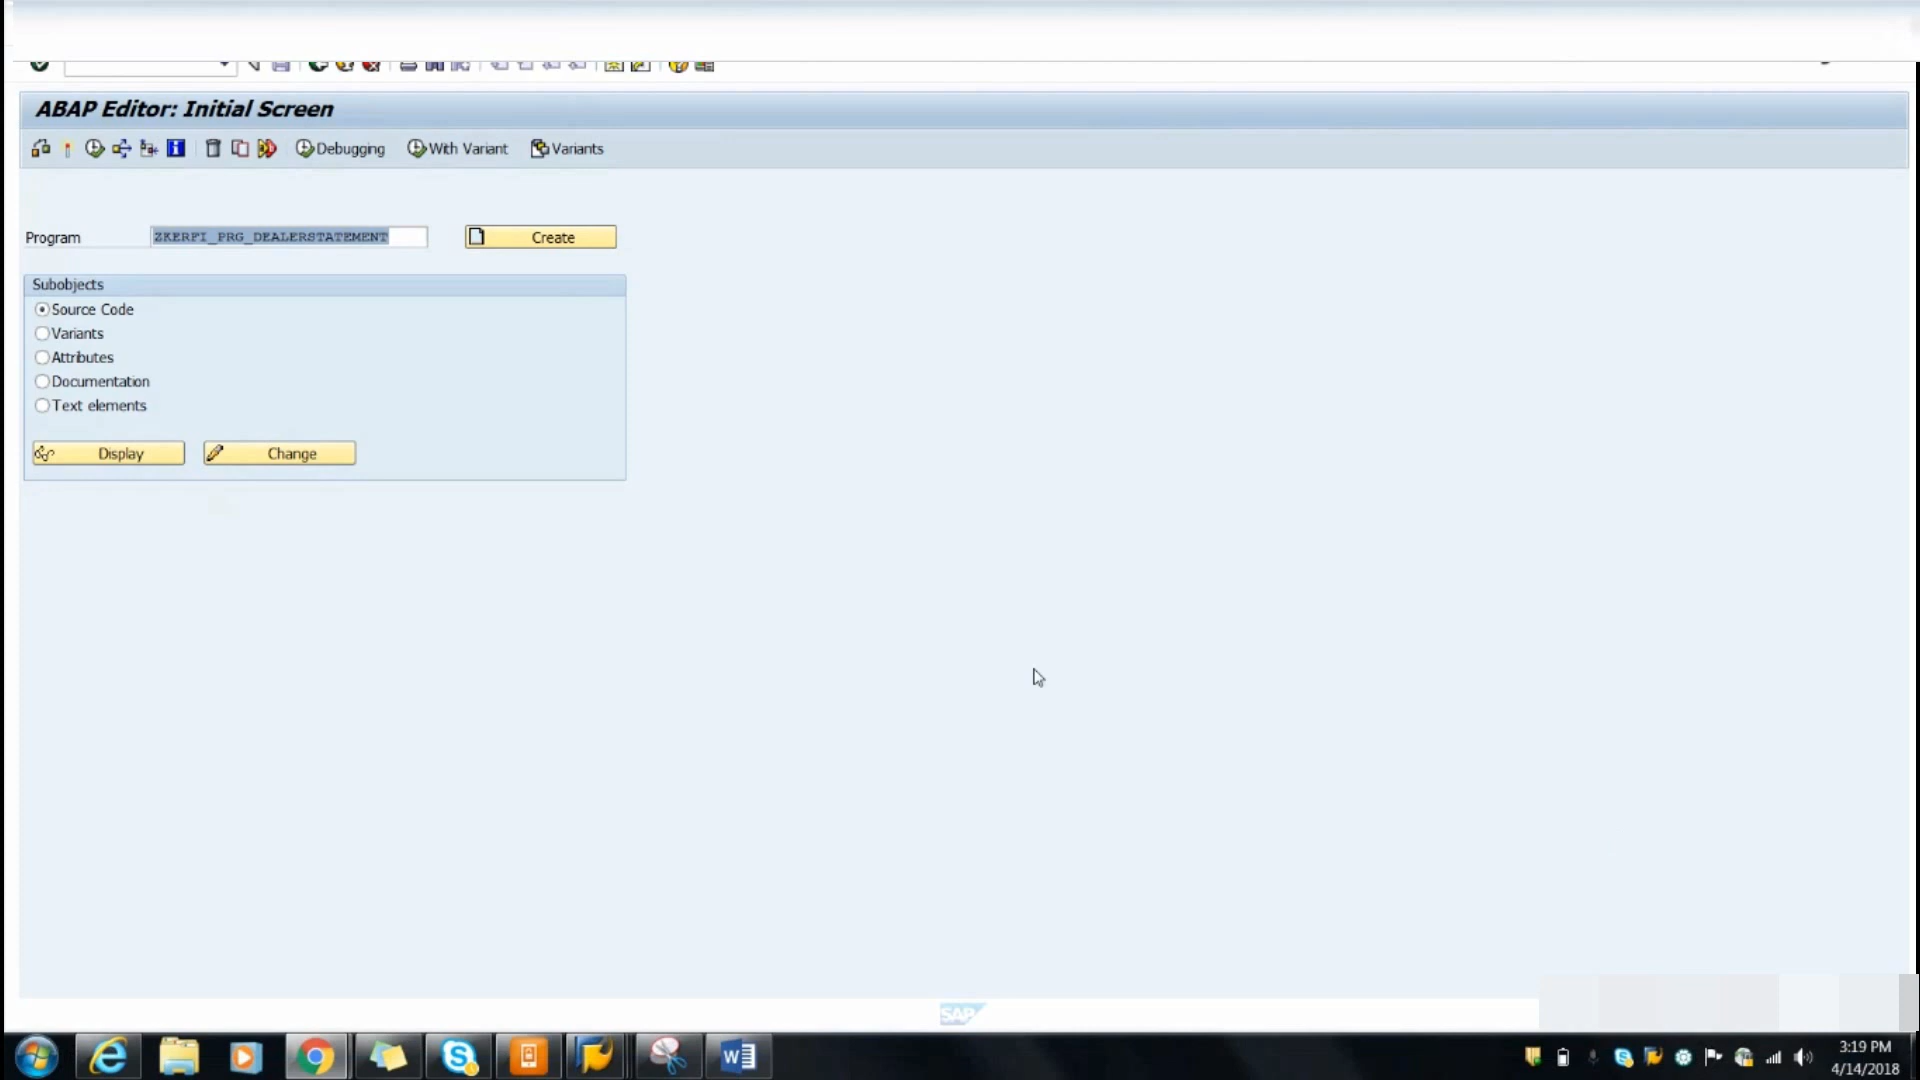 ABAP Editor: Initial Screen
Debugging With Variant Variants
Program ZKERFI_PRG_DEALERSTATEMENT Create
Subobjects
Source Code
Variants
Attributes
Documentation
Text elements
Display Change
SAP
3:19 PM
4/14/2018